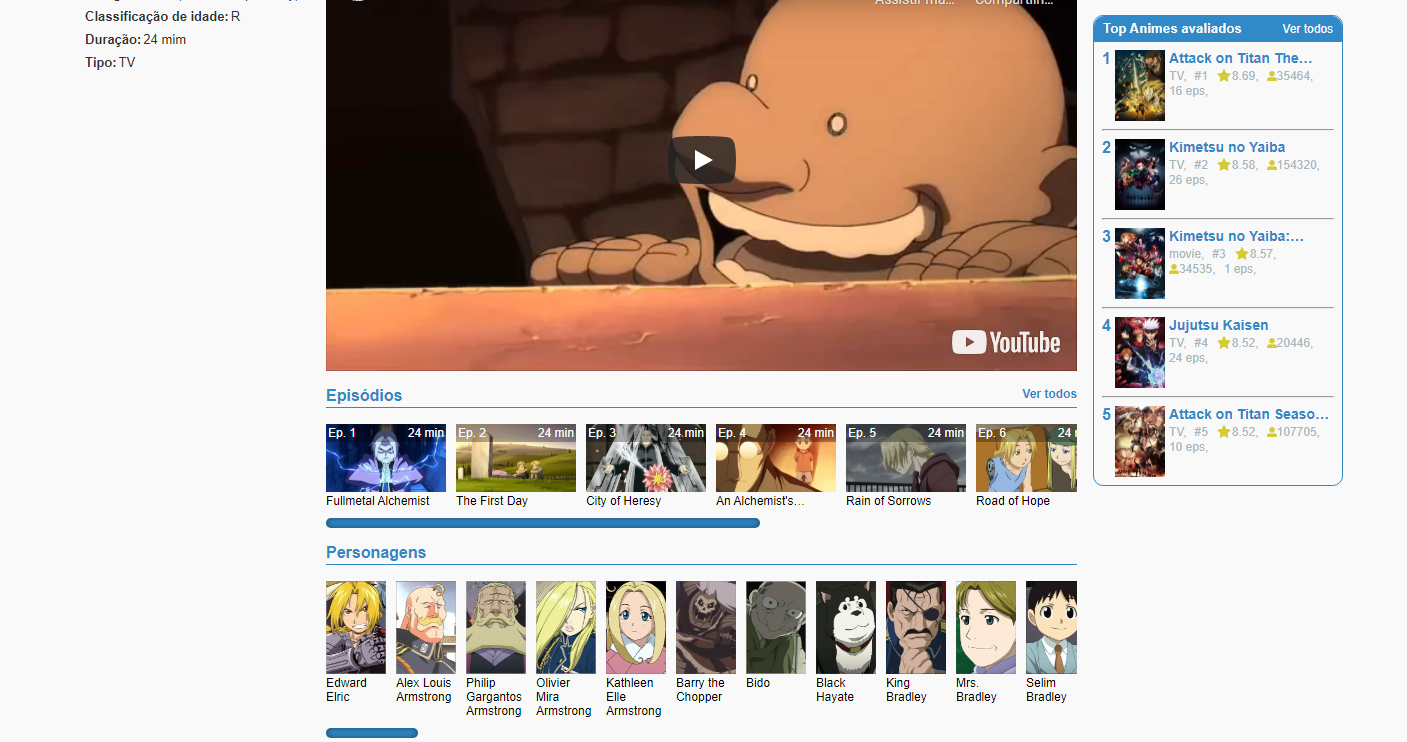 Classificação de idade: R
Duração: 24 mim
Tipo: TV
YouTube
Episódios
Ver todos
Ep. 1 24 min
Fullmetal Alchemist
Ep. 2 24 min
The First Day
Ep. 3 24 min
City of Heresy
Ep. 4 24 min
An Alchemist's…
Ep. 5 24 min
Rain of Sorrows
Ep. 6 24
Road of Hope
Personagens
Edward
Elric
Alex Louis
Armstrong
Philip
Gargantos
Armstrong
Olivier
Mira
Armstrong
Kathleen
Elle
Armstrong
Barry the
Chopper
Bido
Black
Hayate
King
Bradley
Mrs.
Bradley
Selim
Bradley
Top Animes avaliados
Ver todos
1
Attack on Titan The…
TV, #1 8.69, 35464,
16 eps,
2
Kimetsu no Yaiba
TV, #2 8.58, 154320,
26 eps,
3
Kimetsu no Yaiba:…
movie, #3 8.57,
34535, 1 eps,
4
Jujutsu Kaisen
TV, #4 8.52, 20446,
24 eps,
5
Attack on Titan Seaso…
TV, #5 8.52, 107705,
10 eps,